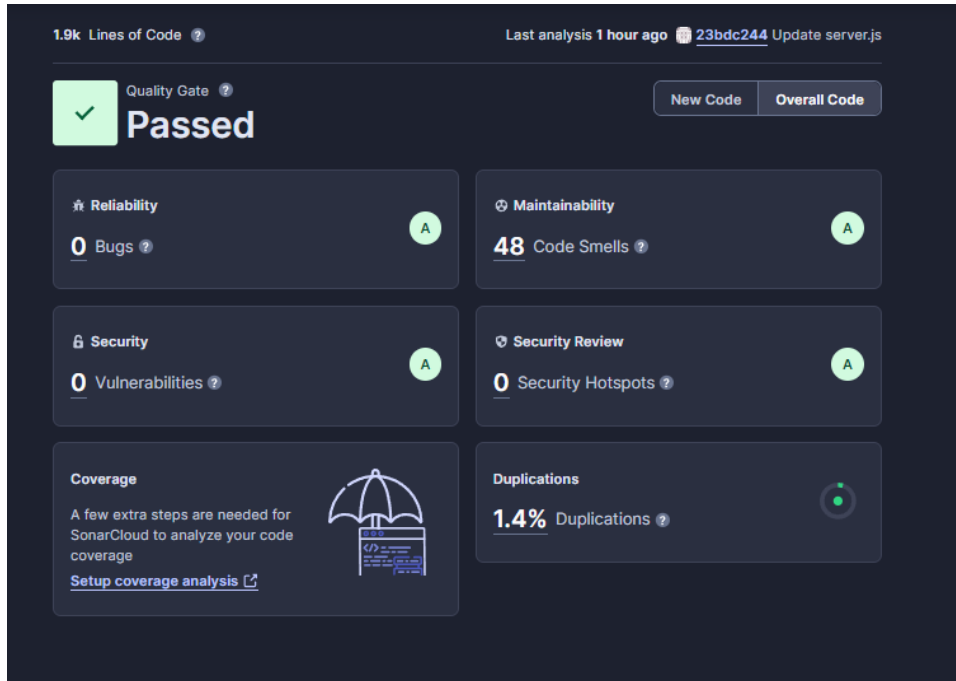 1.9k Lines of Code ?
Last analysis 1 hour ago 23bdc244 Update server.js
Quality Gate ?
Passed
New Code
Overall Code
Reliability
0 Bugs ?
A
Maintainability
48 Code Smells ?
A
Security
0 Vulnerabilities ?
A
Security Review
0 Security Hotspots ?
A
Coverage
A few extra steps are needed for
SonarCloud to analyze your code
coverage
Setup coverage analysis
</>
Duplications
1.4% Duplications ?